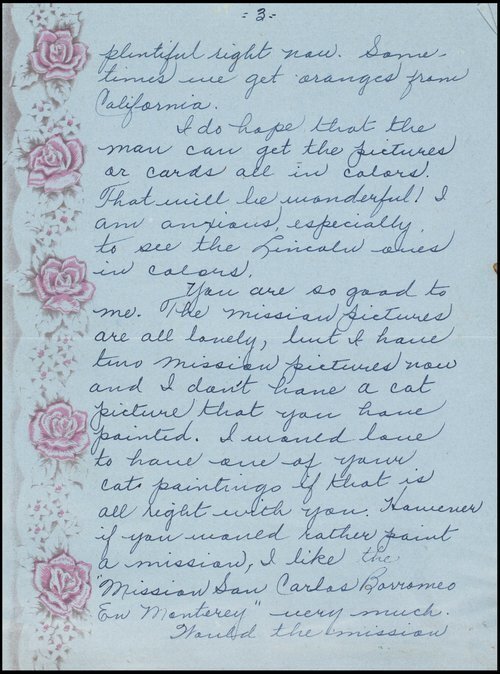 - 3 -
plentiful right now. Some-
times we get oranges from
California.
I do hope that the
man can get the pictures
or cards all in colors.
That will be wonderful! I
am anxious, especially,
to see the Lincoln ones
in colors.
You are so good to
me. The mission pictures
are all lovely, but I have
two mission pictures now
and I don't have a cat
picture that you have
painted. I would love
to have one of your
cat paintings if that is
all right with you. However
if you would rather paint
a mission, I like the
"Mission San Carlos Borromeo
En Monterey" very much.
Would the mission